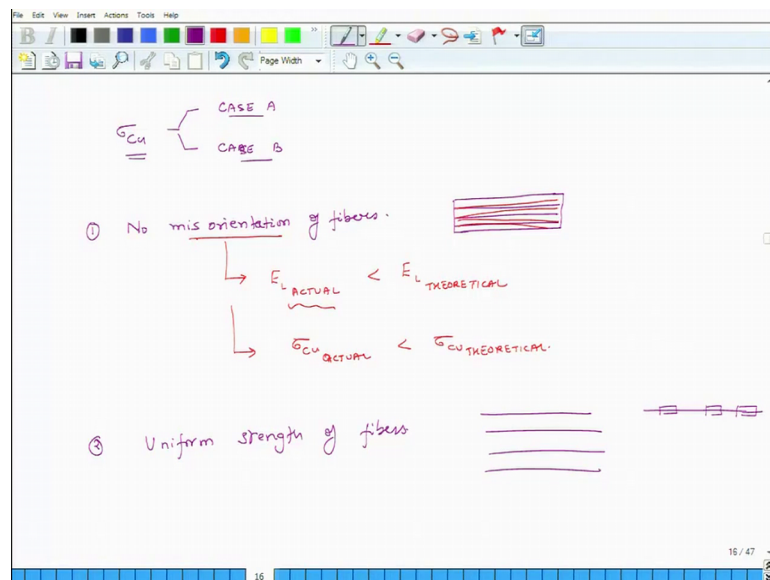 File Edit View Insert Actions Tools Help
B I
Page Width
σcu
CASE A
CASE B
① No misorientation of fibers.
E L ACTUAL < E L THEORETICAL
σcu ACTUAL < σcu THEORETICAL.
② Uniform strength of fibers
16 / 47
16